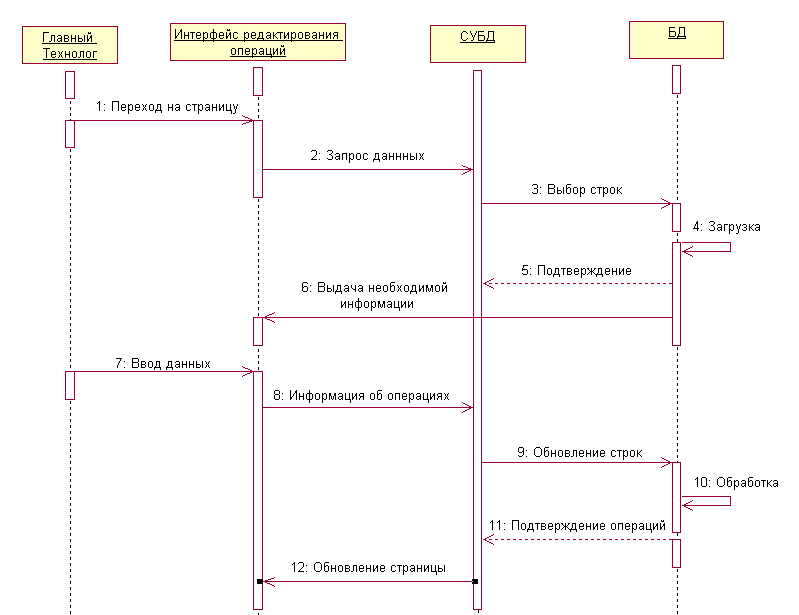 Главный
Технолог
Интерфейс редактирования
операций
СУБД
БД
1: Переход на страницу
2: Запрос даннных
3: Выбор строк
4: Загрузка
5: Подтверждение
6: Выдача необходимой
информации
7: Ввод данных
8: Информация об операциях
9: Обновление строк
10: Обработка
11: Подтверждение операций
12: Обновление страницы